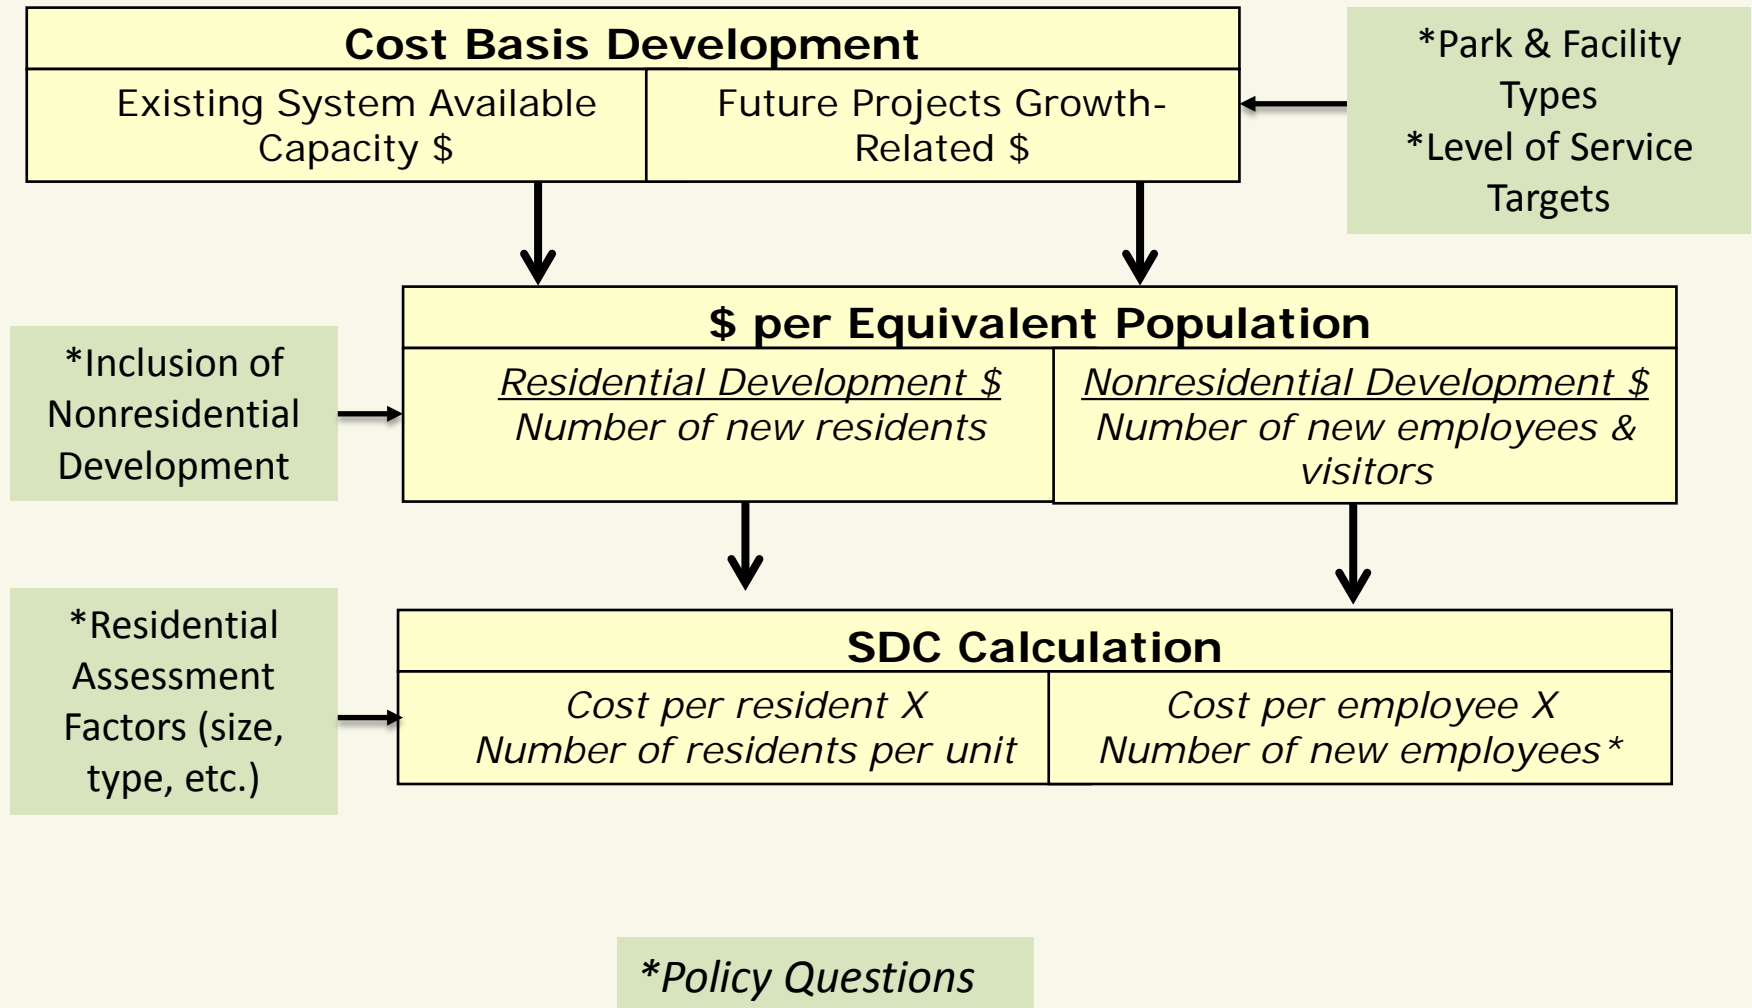 Cost Basis Development
Existing System Available
Capacity $
Future Projects Growth-
Related $
*Park & Facility
Types
*Level of Service
Targets
$ per Equivalent Population
*Inclusion of
Nonresidential
Development
Residential Development $
Number of new residents
Nonresidential Development $
Number of new employees &
visitors
SDC Calculation
*Residential
Assessment
Factors (size,
type, etc.)
Cost per resident X
Number of residents per unit
Cost per employee X
Number of new employees*
*Policy Questions